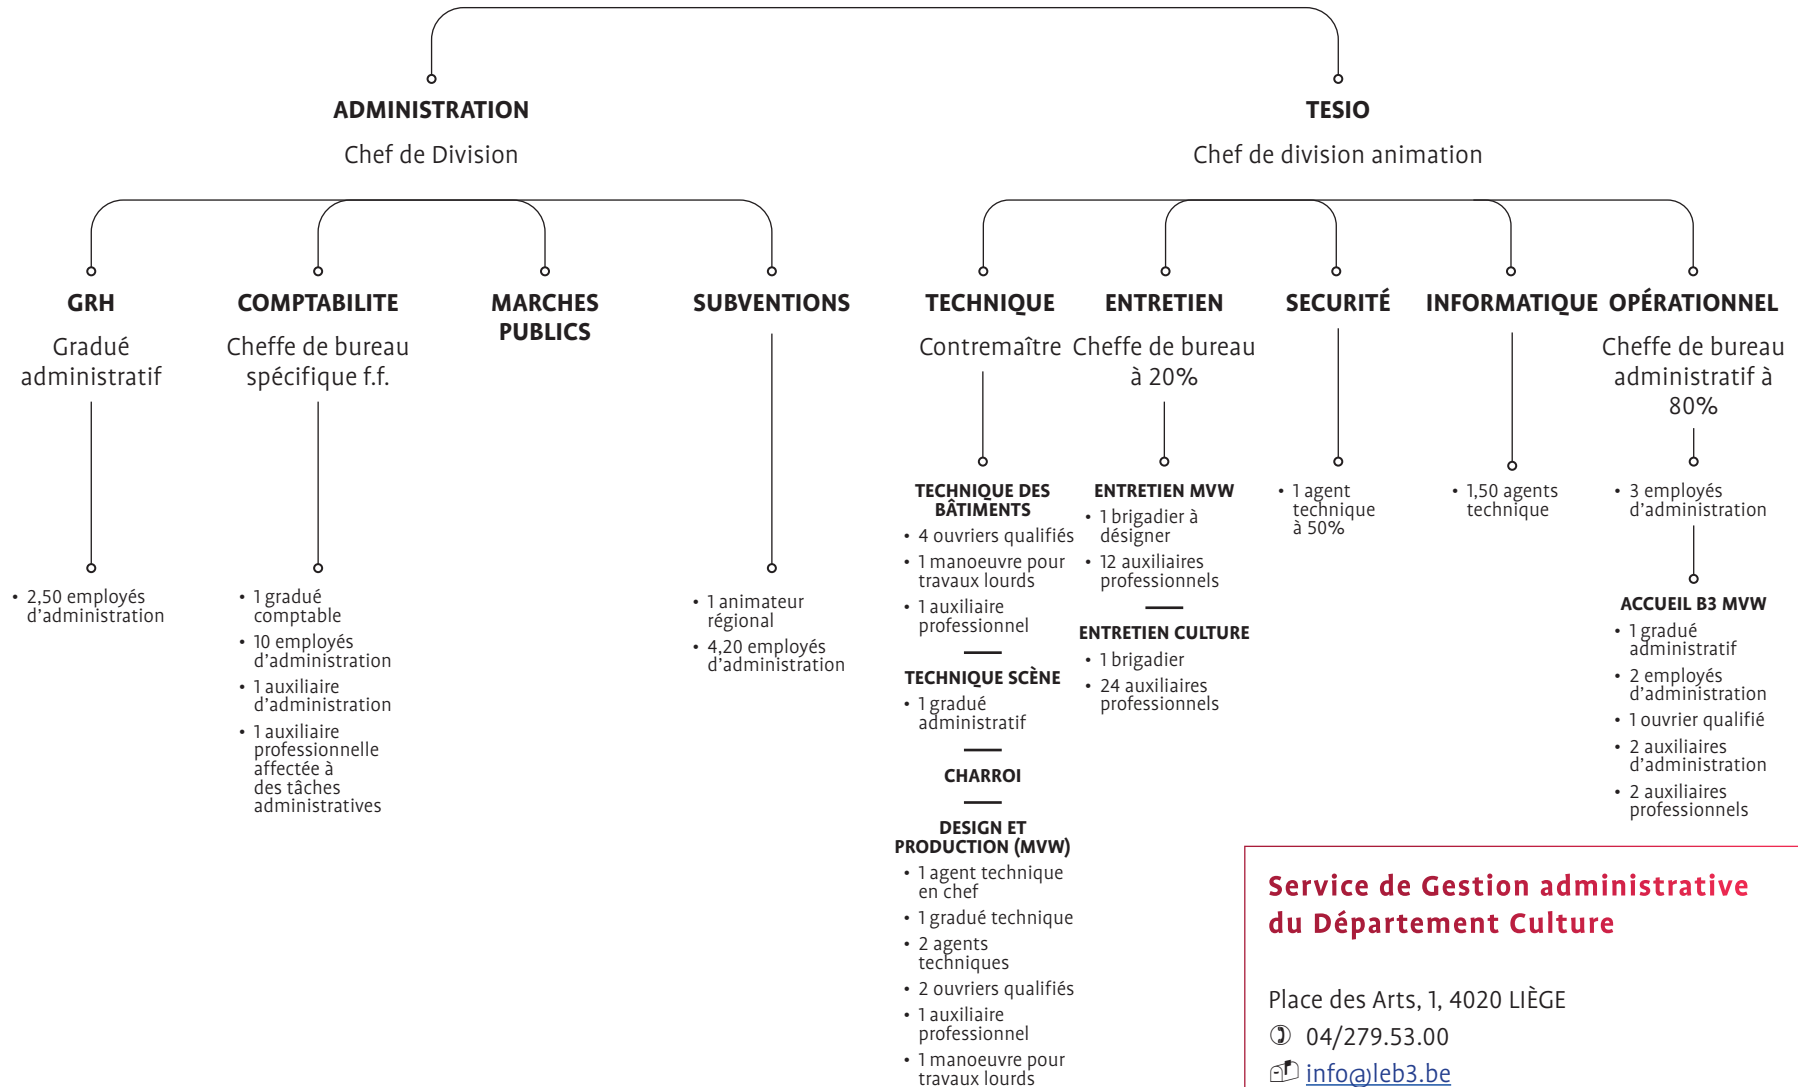 ADMINISTRATION
Chef de Division
TESIO
Chef de division animation
GRH
Gradué
administratif
• 2,50 employés
d’administration
COMPTABILITE
Cheffe de bureau
spécifique f.f.
• 1 gradué
comptable
• 10 employés
d’administration
• 1 auxiliaire
d’administration
• 1 auxiliaire
professionnelle
affectée à
des tâches
administratives
MARCHES
PUBLICS
SUBVENTIONS
• 1 animateur
régional
• 4,20 employés
d’administration
TECHNIQUE
Contremaître
TECHNIQUE DES
BÂTIMENTS
• 4 ouvriers qualifiés
• 1 manoeuvre pour
travaux lourds
• 1 auxiliaire
professionnel
TECHNIQUE SCÈNE
• 1 gradué
administratif
CHARROI
DESIGN ET
PRODUCTION (MVW)
• 1 agent technique
en chef
• 1 gradué technique
• 2 agents
techniques
• 2 ouvriers qualifiés
• 1 auxiliaire
professionnel
• 1 manoeuvre pour
travaux lourds
ENTRETIEN
Cheffe de bureau
à 20%
ENTRETIEN MVW
• 1 brigadier à
désigner
• 12 auxiliaires
professionnels
ENTRETIEN CULTURE
• 1 brigadier
• 24 auxiliaires
professionnels
SECURITÉ
• 1 agent
technique
à 50%
INFORMATIQUE
• 1,50 agents
technique
OPÉRATIONNEL
Cheffe de bureau
administratif à
80%
• 3 employés
d’administration
ACCUEIL B3 MVW
• 1 gradué
administratif
• 2 employés
d’administration
• 1 ouvrier qualifié
• 2 auxiliaires
d’administration
• 2 auxiliaires
professionnels
Service de Gestion administrative
du Département Culture
Place des Arts, 1, 4020 LIÈGE
04/279.53.00
info@leb3.be